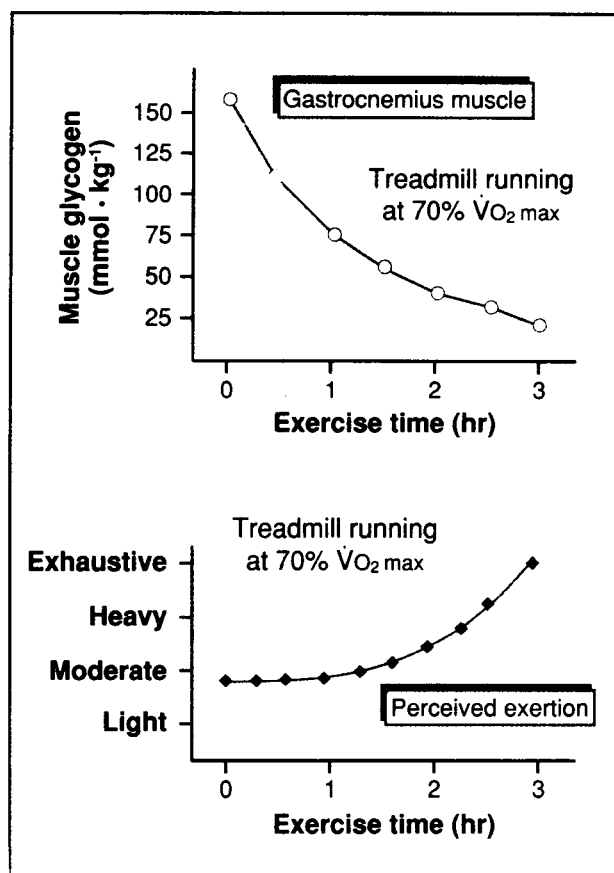 Muscle glycogen
(mmol · kg⁻¹)
150
125
100
75
50
25
Gastrocnemius muscle
Treadmill running
at 70% V̇O₂ max
0 1 2 3
Exercise time (hr)
Treadmill running
at 70% V̇O₂ max
Exhaustive
Heavy
Moderate
Light
Perceived exertion
0 1 2 3
Exercise time (hr)